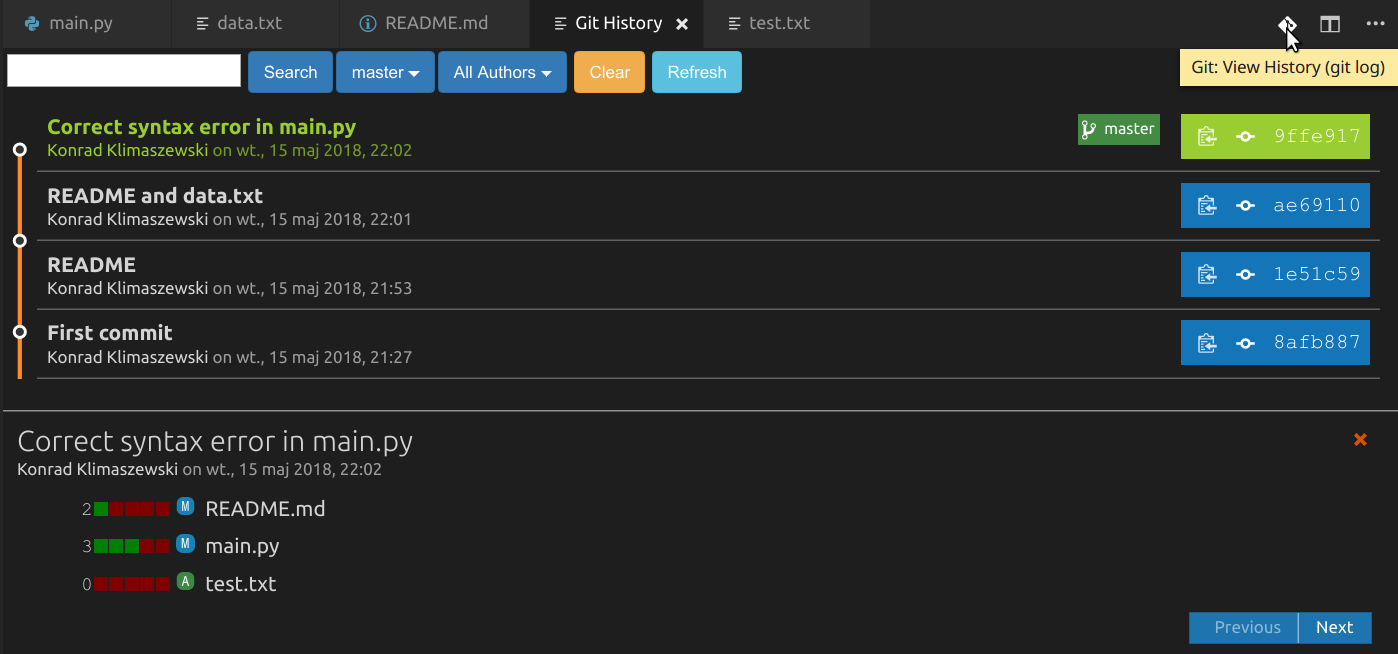 main.py data.txt README.md Git History test.txt
Git: View History (git log)
Search master All Authors Clear Refresh
Correct syntax error in main.py
Konrad Klimaszewski on wt., 15 maj 2018, 22:02
master 9ffe917
README and data.txt
Konrad Klimaszewski on wt., 15 maj 2018, 22:01
ae69110
README
Konrad Klimaszewski on wt., 15 maj 2018, 21:53
1e51c59
First commit
Konrad Klimaszewski on wt., 15 maj 2018, 21:27
8afb887
Correct syntax error in main.py
Konrad Klimaszewski on wt., 15 maj 2018, 22:02
2 M README.md
3 M main.py
0 A test.txt
Previous Next